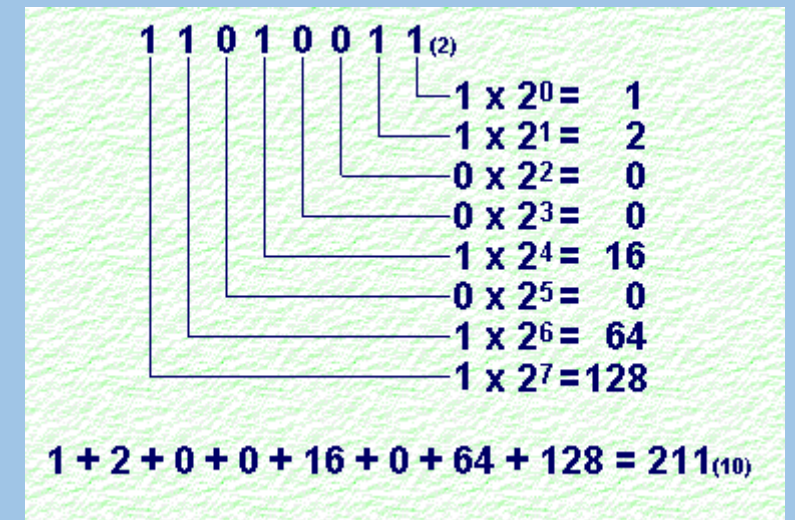 1 1 0 1 0 0 1 1(2)
1 x 2⁰ = 1
1 x 2¹ = 2
0 x 2² = 0
0 x 2³ = 0
1 x 2⁴ = 16
0 x 2⁵ = 0
1 x 2⁶ = 64
1 x 2⁷ = 128
1 + 2 + 0 + 0 + 16 + 0 + 64 + 128 = 211(10)